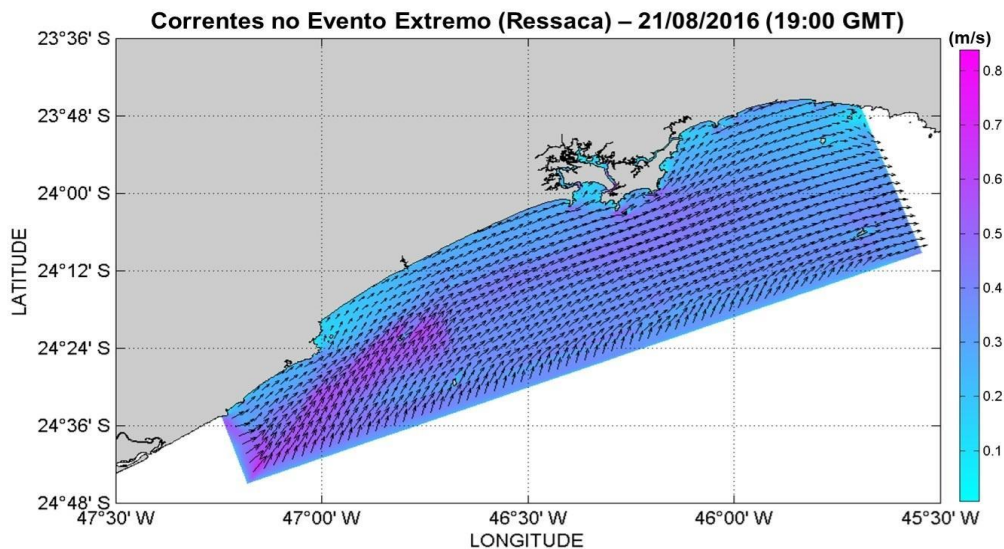 Correntes no Evento Extremo (Ressaca) – 21/08/2016 (19:00 GMT)
(m/s)
23°36' S
23°48' S
24°00' S
24°12' S
24°24' S
24°36' S
24°48' S
LATITUDE
0.8
0.7
0.6
0.5
0.4
0.3
0.2
0.1
47°30' W 47°00' W 46°30' W 46°00' W 45°30' W
LONGITUDE